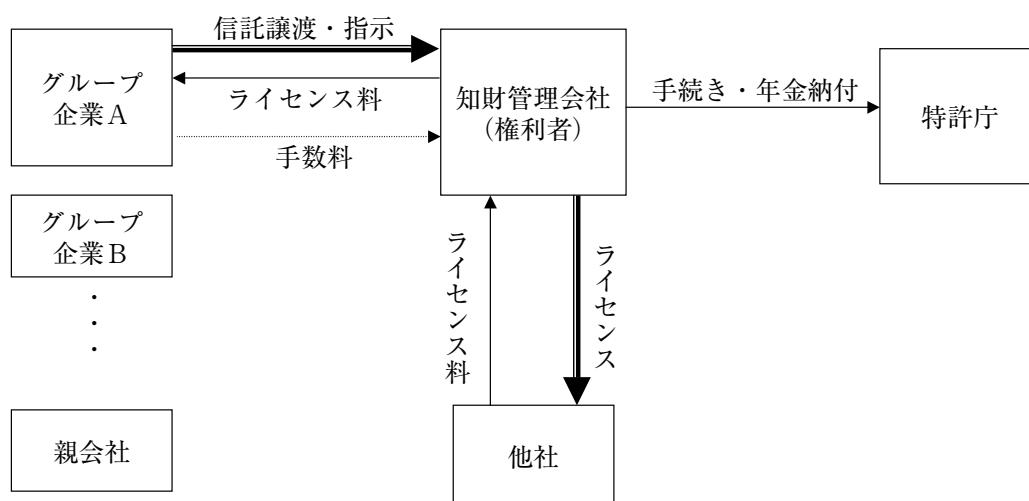 信託譲渡・指示
グループ
企業A
ライセンス料
手数料
知財管理会社
（権利者）
手続き・年金納付
特許庁
グループ
企業B
・
・
・
ライセンス料
ライセンス
親会社
他社